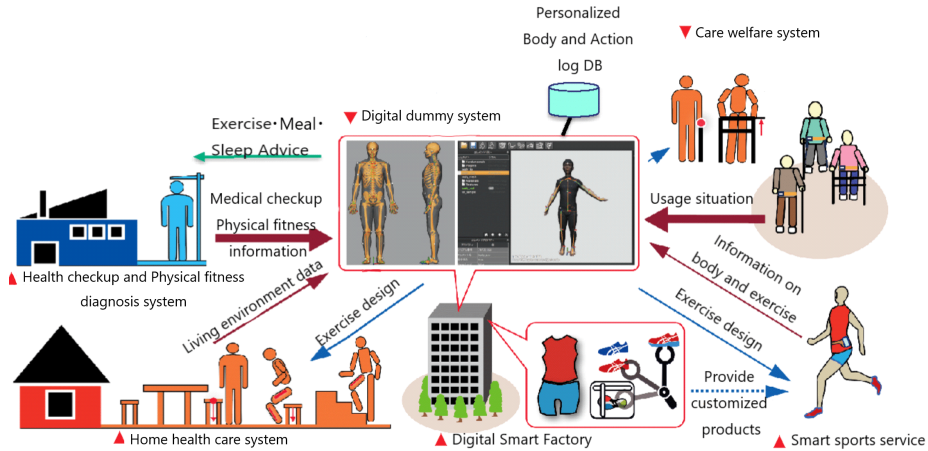 Personalized
Body and Action
log DB
▼ Care welfare system
▼ Digital dummy system
Exercise・Meal・
Sleep Advice
Medical checkup
Physical fitness
information
Usage situation
▲ Health checkup and Physical fitness
diagnosis system
Living environment data
Exercise design
Information on
body and exercise
Exercise design
Provide
customized
products
▲ Home health care system
▲ Digital Smart Factory
▲ Smart sports service